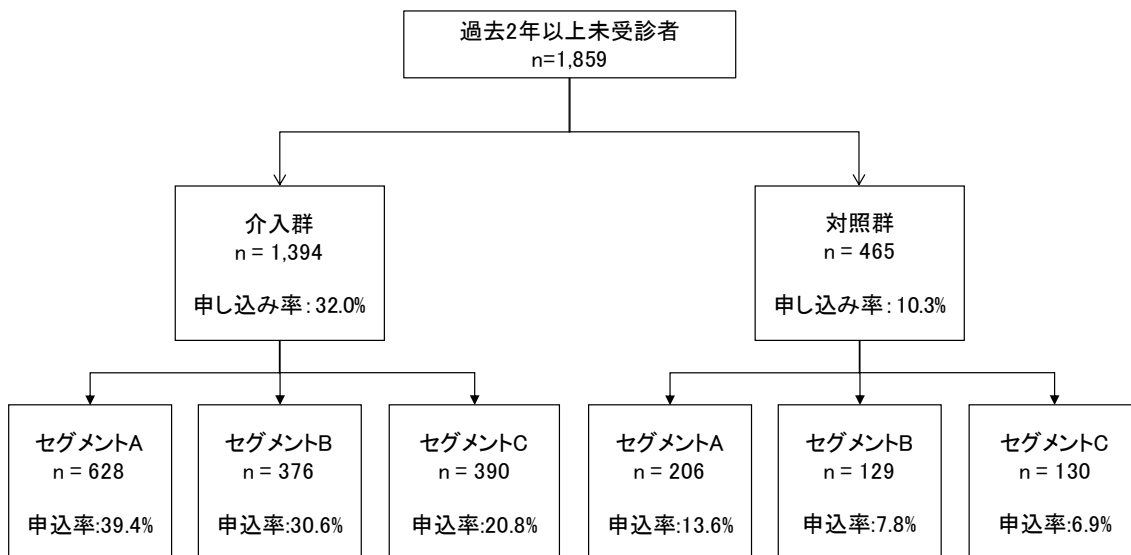 過去2年以上未受診者
n=1,859
介入群
n = 1,394
申し込み率：32.0%
対照群
n = 465
申し込み率：10.3%
セグメントA
n = 628
申込率:39.4%
セグメントB
n = 376
申込率:30.6%
セグメントC
n = 390
申込率:20.8%
セグメントA
n = 206
申込率:13.6%
セグメントB
n = 129
申込率:7.8%
セグメントC
n = 130
申込率:6.9%